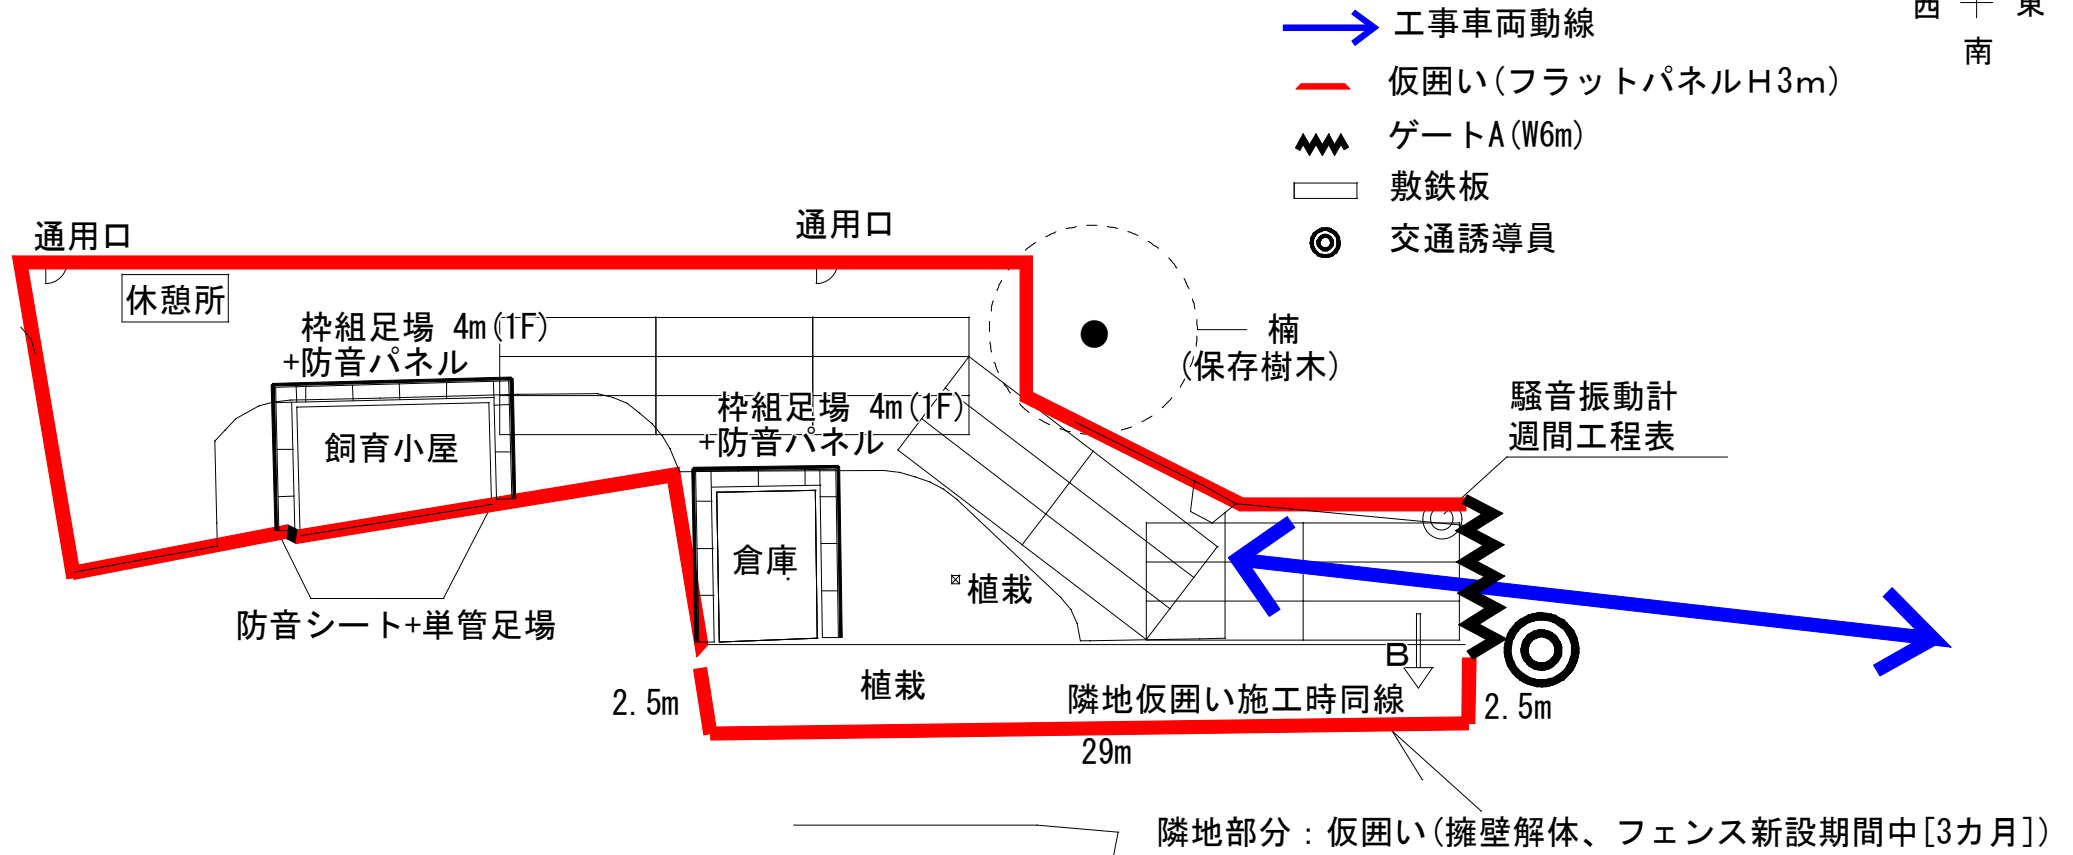 工事車両動線
西 東
南
仮囲い(フラットパネルH3m)
ゲートA(W6m)
敷鉄板
交通誘導員
通用口
通用口
休憩所
枠組足場 4m(1F)
+防音パネル
楠
(保存樹木)
枠組足場 4m(1F)
+防音パネル
騒音振動計
週間工程表
飼育小屋
倉庫
植栽
防音シート+単管足場
B
植栽
隣地仮囲い施工時同線
2.5m
2.5m
29m
隣地部分：仮囲い(擁壁解体、フェンス新設期間中[3カ月])